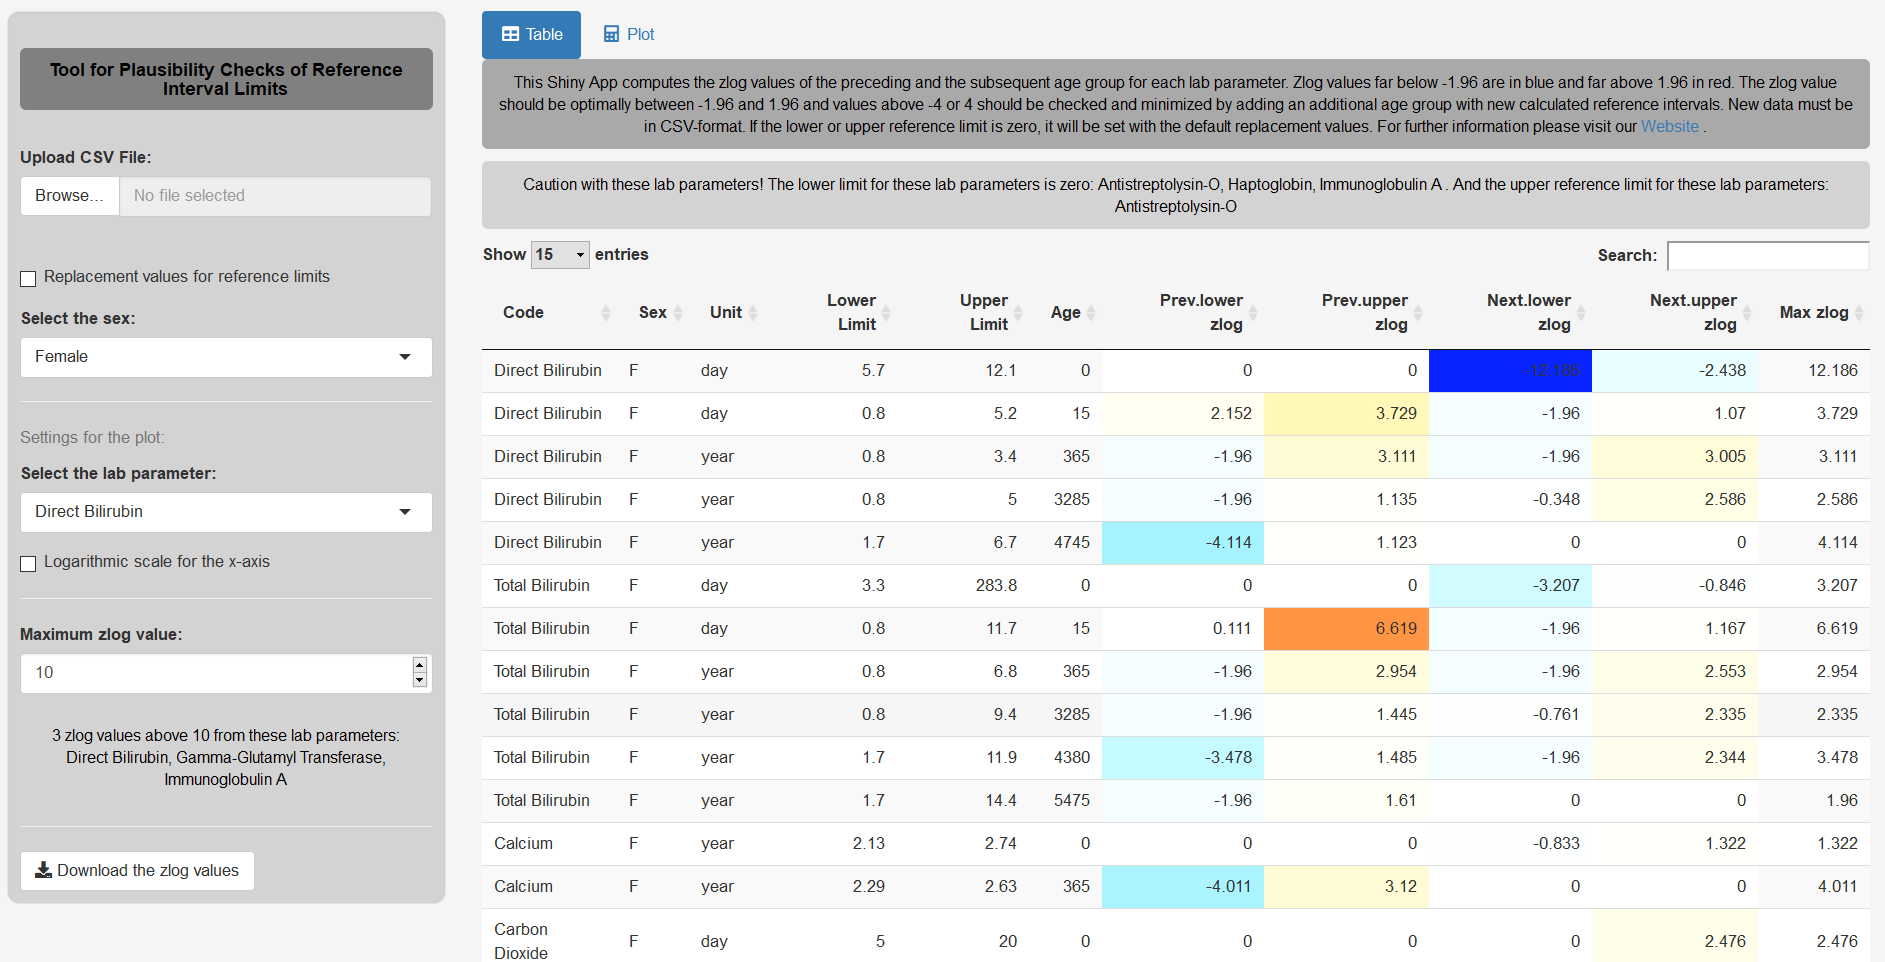 Tool for Plausibility Checks of Reference
Interval Limits
Upload CSV File:
Browse... No file selected
Replacement values for reference limits
Select the sex:
Female
Settings for the plot:
Select the lab parameter:
Direct Bilirubin
Logarithmic scale for the x-axis
Maximum zlog value:
10
3 zlog values above 10 from these lab parameters:
Direct Bilirubin, Gamma-Glutamyl Transferase,
Immunoglobulin A
Download the zlog values
Table Plot
This Shiny App computes the zlog values of the preceding and the subsequent age group for each lab parameter. Zlog values far below -1.96 are in blue and far above 1.96 in red. The zlog value
should be optimally between -1.96 and 1.96 and values above -4 or 4 should be checked and minimized by adding an additional age group with new calculated reference intervals. New data must be
in CSV-format. If the lower or upper reference limit is zero, it will be set with the default replacement values. For further information please visit our Website .
Caution with these lab parameters! The lower limit for these lab parameters is zero: Antistreptolysin-O, Haptoglobin, Immunoglobulin A . And the upper reference limit for these lab parameters:
Antistreptolysin-O
Show 15 entries Search:
Code Sex Unit Lower Limit Upper Limit Age Prev.lower zlog Prev.upper zlog Next.lower zlog Next.upper zlog Max zlog
Direct Bilirubin F day 5.7 12.1 0 0 0 12.186 -2.438 12.186
Direct Bilirubin F day 0.8 5.2 15 2.152 3.729 -1.96 1.07 3.729
Direct Bilirubin F year 0.8 3.4 365 -1.96 3.111 -1.96 3.005 3.111
Direct Bilirubin F year 0.8 5 3285 -1.96 1.135 -0.348 2.586 2.586
Direct Bilirubin F year 1.7 6.7 4745 -4.114 1.123 0 0 4.114
Total Bilirubin F day 3.3 283.8 0 0 0 -3.207 -0.846 3.207
Total Bilirubin F day 0.8 11.7 15 0.111 6.619 -1.96 1.167 6.619
Total Bilirubin F year 0.8 6.8 365 -1.96 2.954 -1.96 2.553 2.954
Total Bilirubin F year 0.8 9.4 3285 -1.96 1.445 -0.761 2.335 2.335
Total Bilirubin F year 1.7 11.9 4380 -3.478 1.485 -1.96 2.344 3.478
Total Bilirubin F year 1.7 14.4 5475 -1.96 1.61 0 0 1.96
Calcium F year 2.13 2.74 0 0 0 -0.833 1.322 1.322
Calcium F year 2.29 2.63 365 -4.011 3.12 0 0 4.011
Carbon Dioxide F day 5 20 0 0 0 0 2.476 2.476